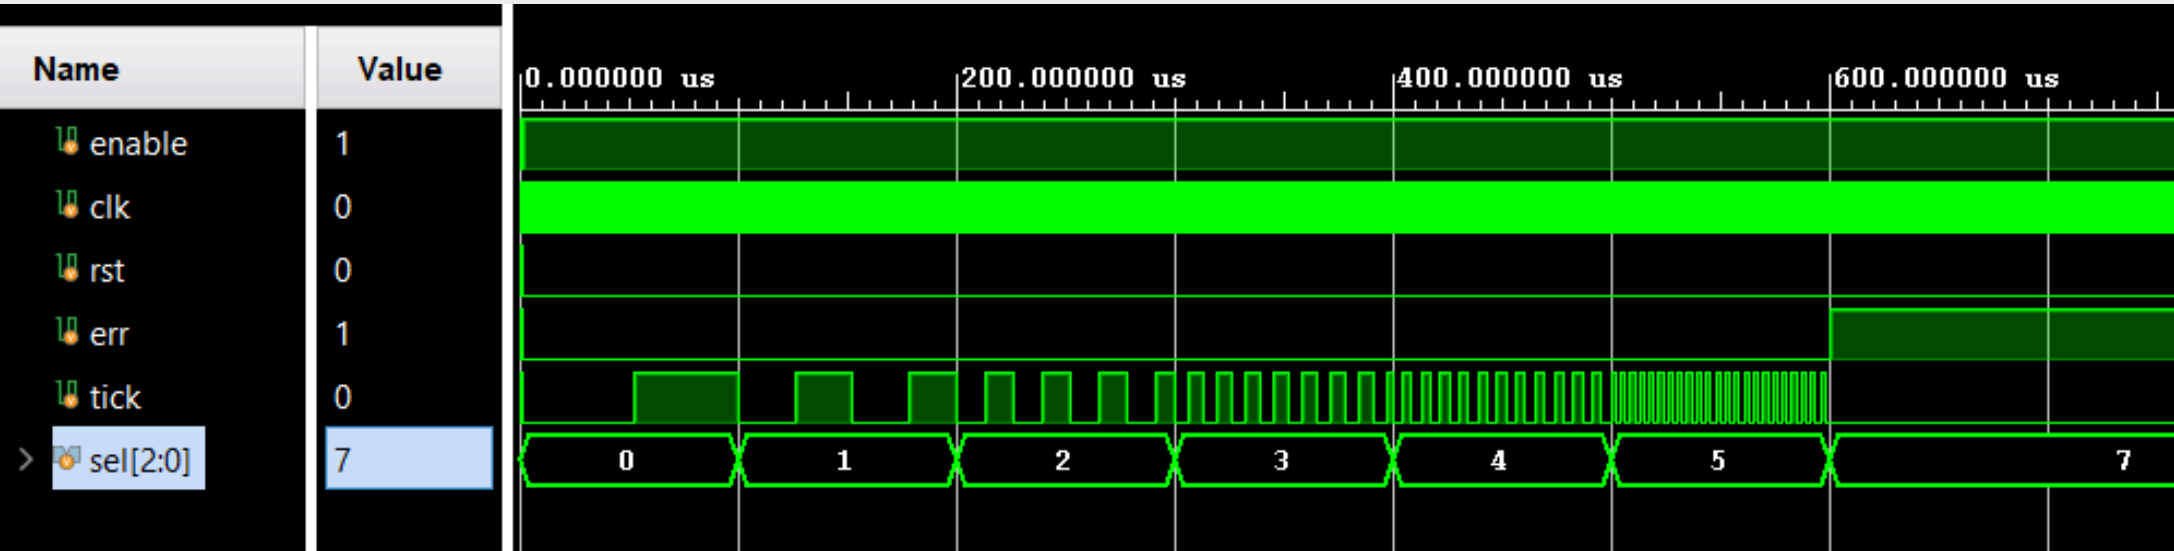 Name Value 0.000000 us 200.000000 us 400.000000 us 600.000000 us
enable 1
clk 0
rst 0
err 1
tick 0
sel[2:0] 7 0 1 2 3 4 5 7